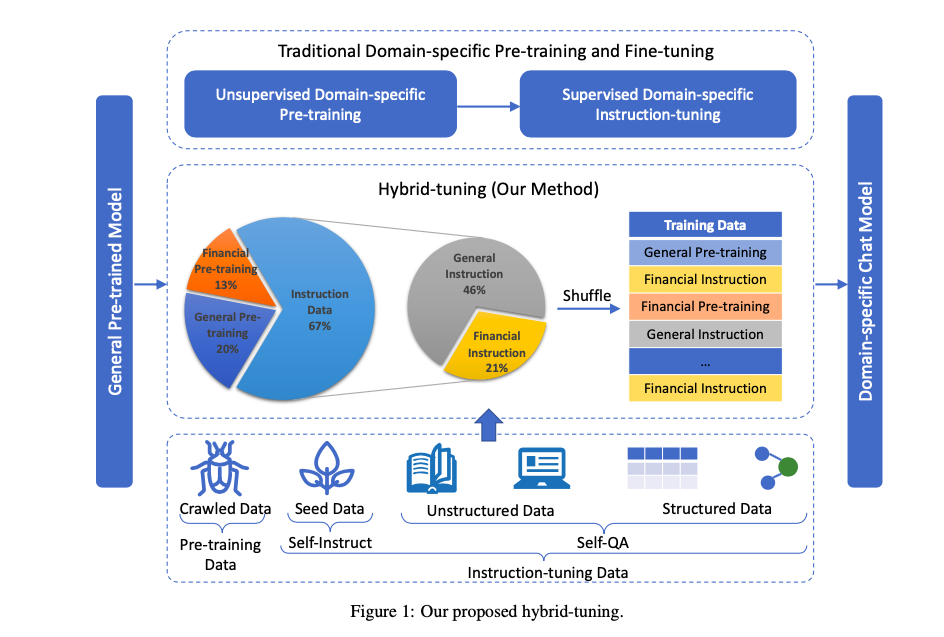 Traditional Domain-specific Pre-training and Fine-tuning
Unsupervised Domain-specific
Pre-training
Supervised Domain-specific
Instruction-tuning
General Pre-trained Model
Hybrid-tuning (Our Method)
Financial
Pre-training
13%
General Pre-
training
20%
Instruction
Data
67%
General
Instruction
46%
Financial
Instruction
21%
Shuffle
Training Data
General Pre-training
Financial Instruction
Financial Pre-training
General Instruction
...
Financial Instruction
Domain-specific Chat Model
Crawled Data
Seed Data
Unstructured Data
Structured Data
Pre-training
Data
Self-Instruct
Self-QA
Instruction-tuning Data
Figure 1: Our proposed hybrid-tuning.